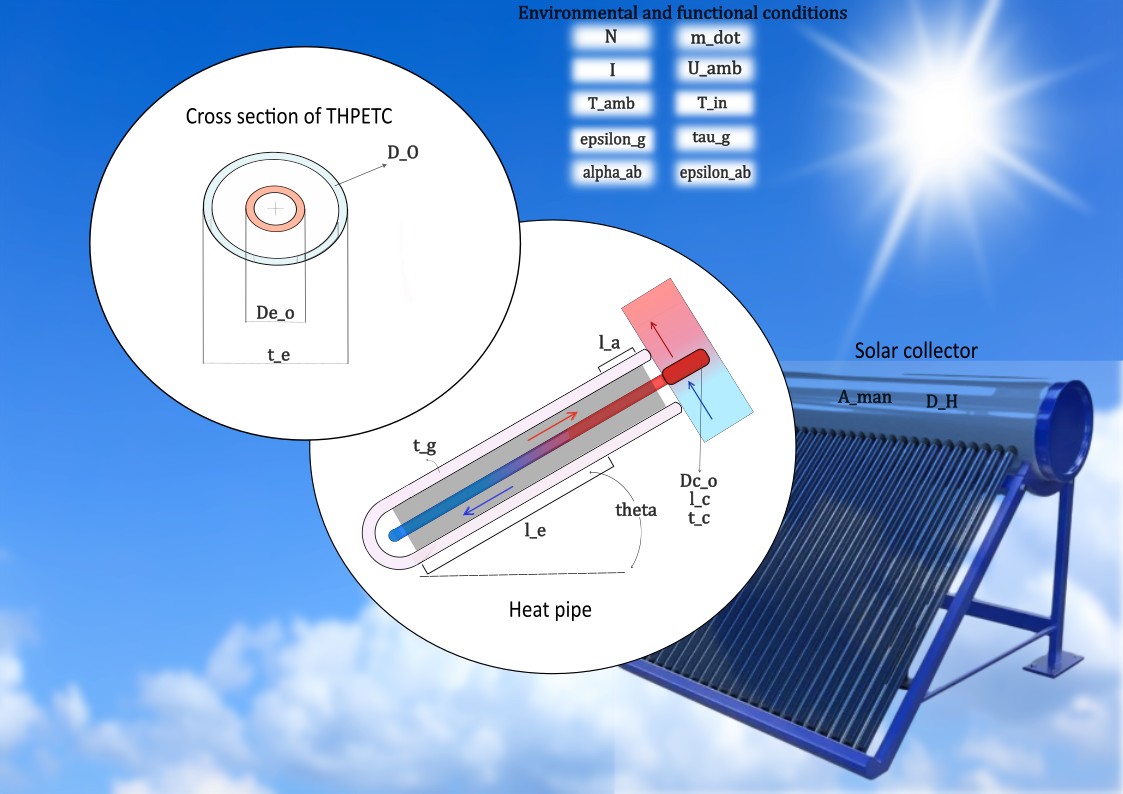 Environmental and functional conditions
N
m_dot
I
U_amb
T_amb
T_in
epsilon_g
tau_g
alpha_ab
epsilon_ab
Cross section of THPETC
D_O
De_o
t_e
l_a
t_g
Dc_o
l_c
t_c
theta
l_e
Heat pipe
Solar collector
A_man
D_H